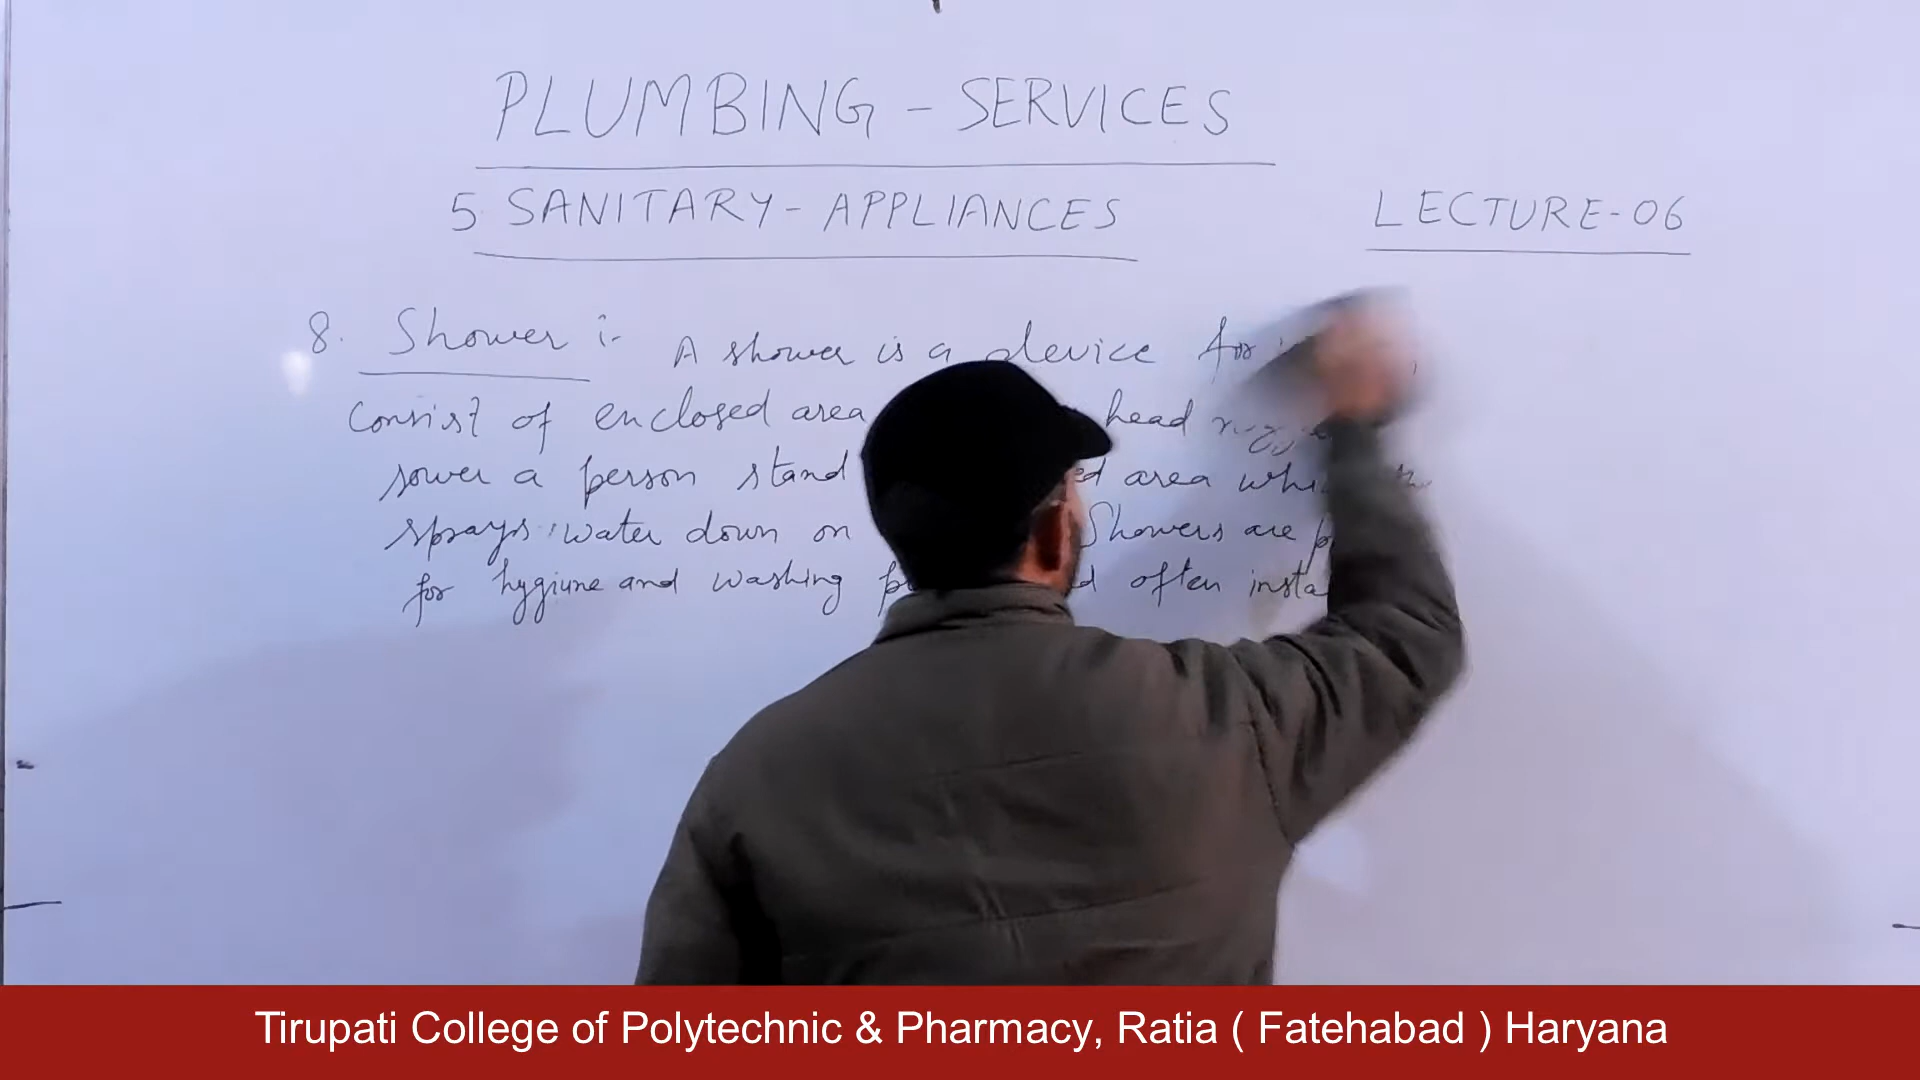 PLUMBING - SERVICES
5. SANITARY - APPLIANCES
LECTURE-06
8. Shower :- A shower is a device for
consist of enclosed area head
sower a person stand area
sprays water down on Showers are
for hygiune and washing often
Tirupati College of Polytechnic & Pharmacy, Ratia ( Fatehabad ) Haryana